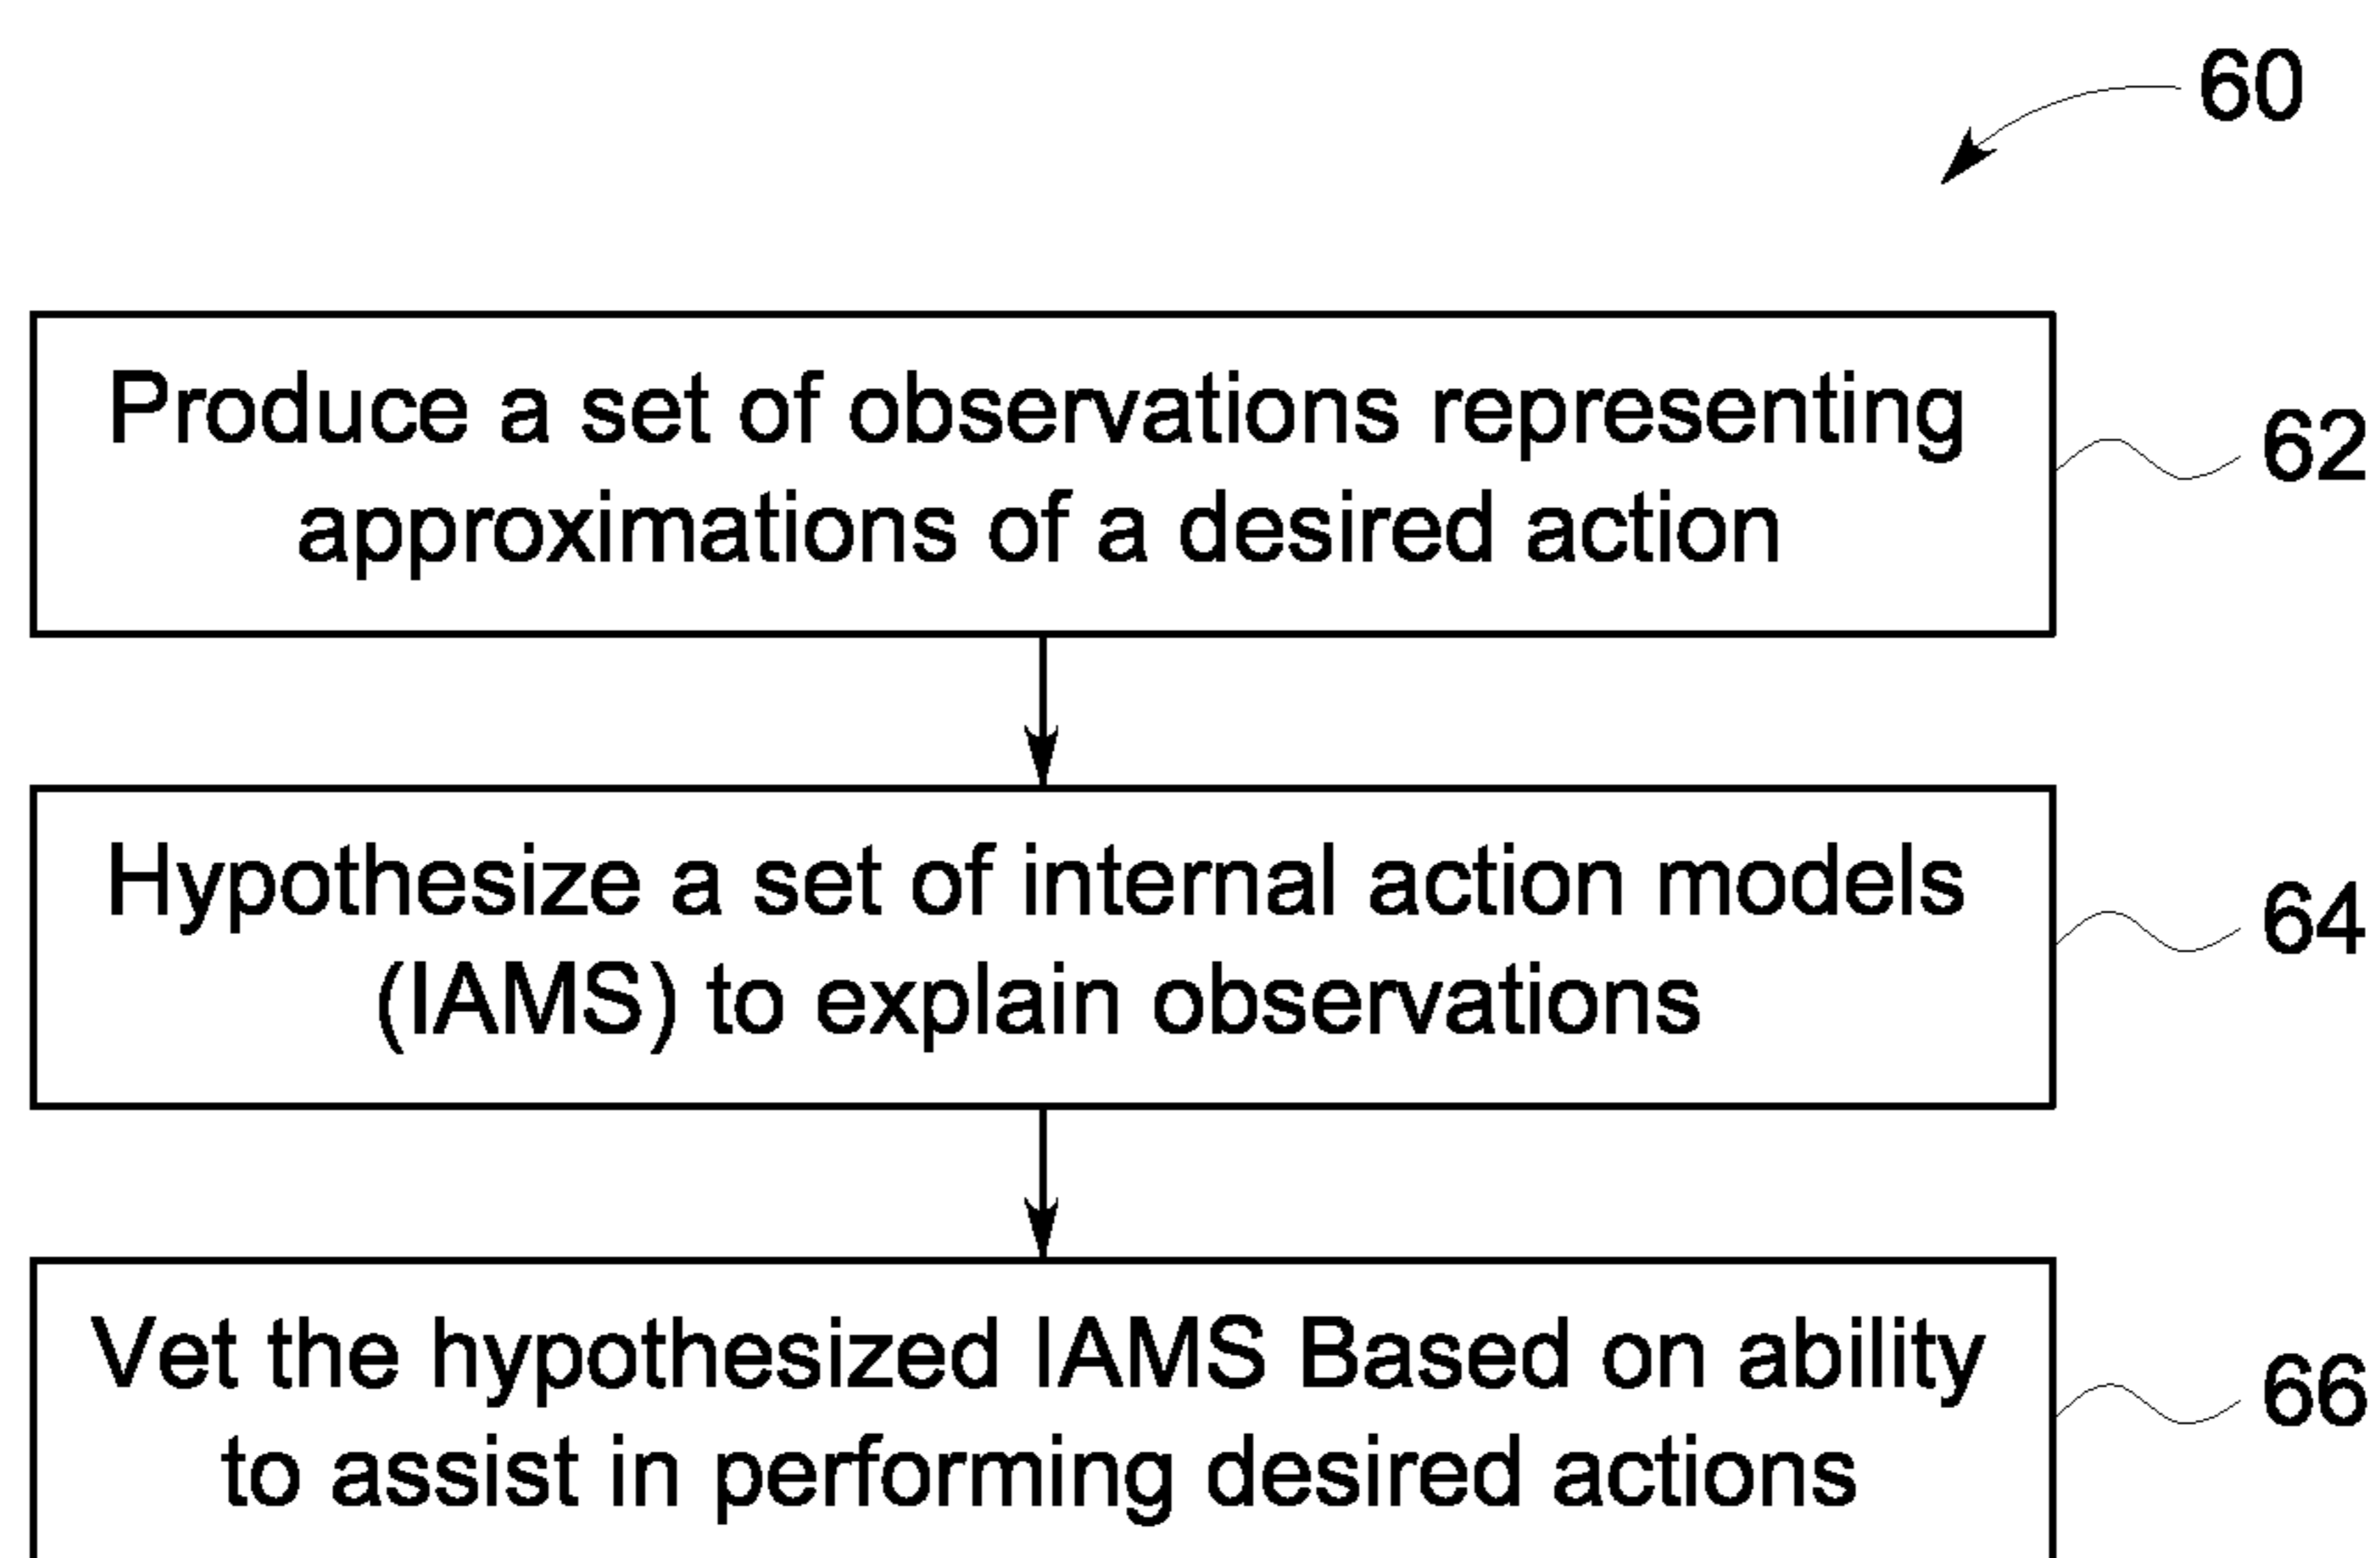 60
Produce a set of observations representing
approximations of a desired action
62
Hypothesize a set of internal action models
(IAMS) to explain observations
64
Vet the hypothesized IAMS Based on ability
to assist in performing desired actions
66